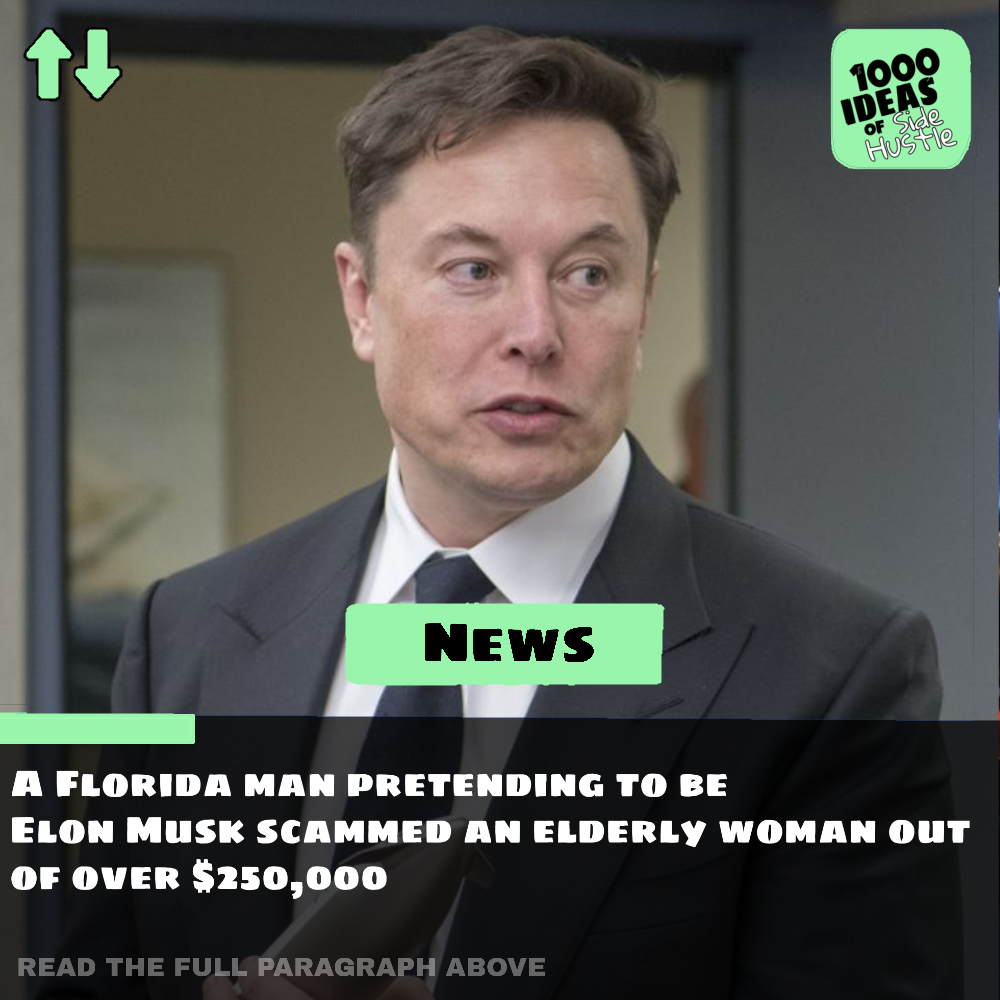 1000
IDEAS
OF Side
Hustle
News
A Florida man pretending to be
Elon Musk scammed an elderly woman out
of over $250,000
READ THE FULL PARAGRAPH ABOVE